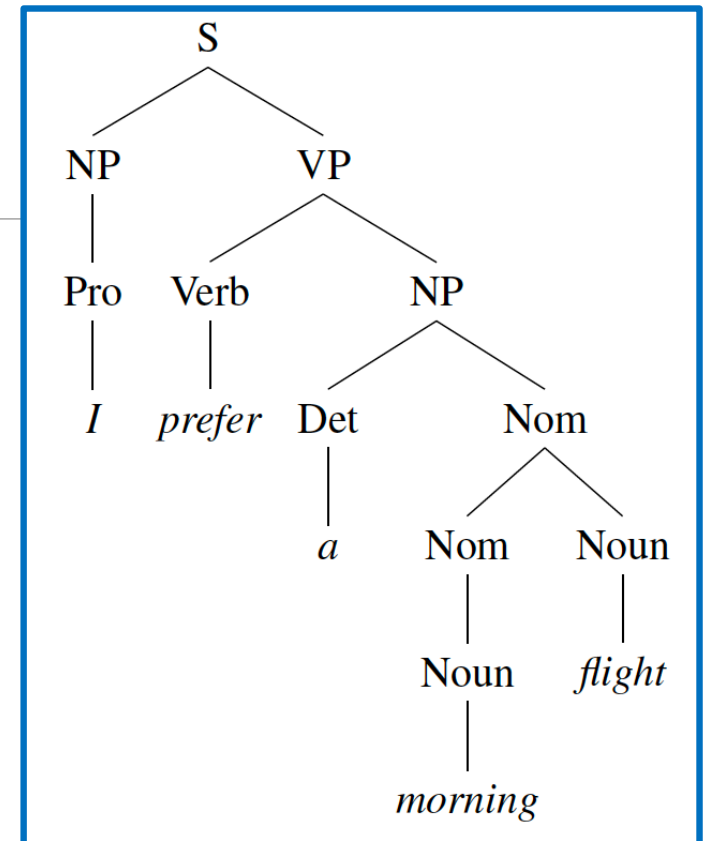 S
NP VP
Pro Verb NP
I prefer Det Nom
a Nom Noun
Noun flight
morning